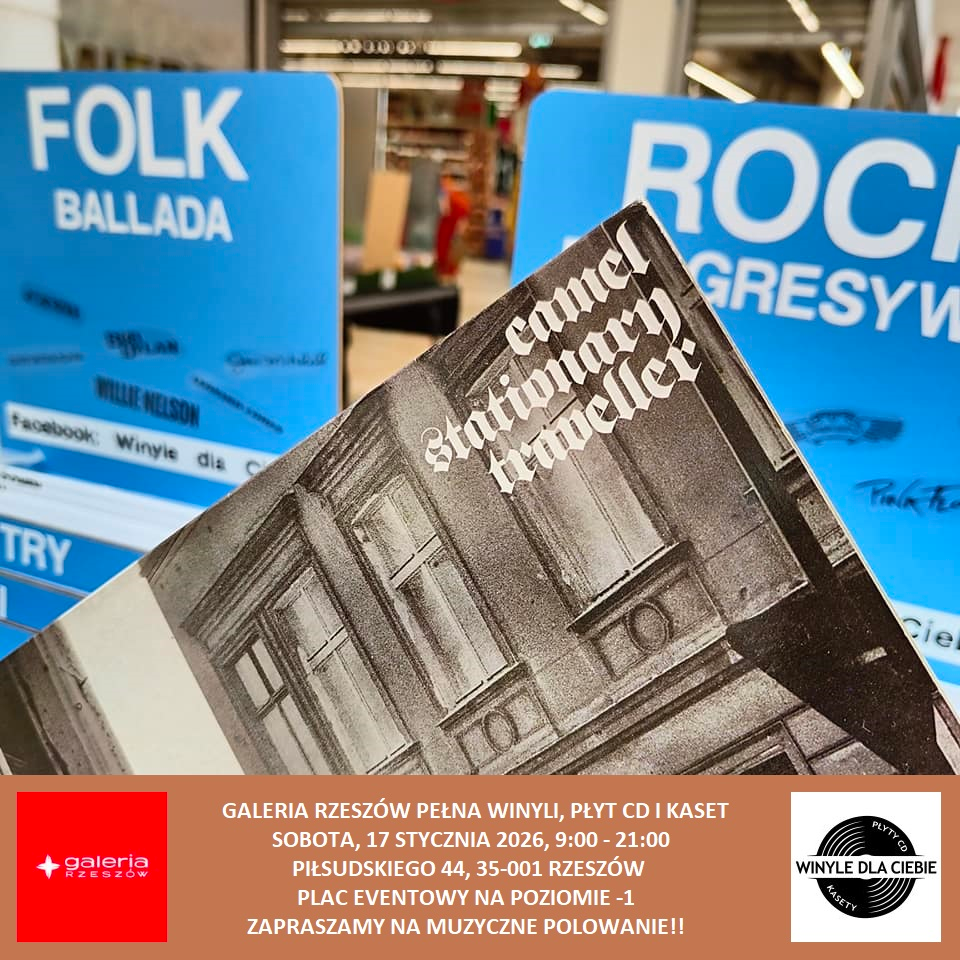 FOLK
BALLADA
WILLIE NELSON
Facebook: Winyle dla
TRY
ROC
GRESYW
camel
stationary
traveller
galeria
RZESZÓW
GALERIA RZESZÓW PEŁNA WINYLI, PŁYT CD I KASET
SOBOTA, 17 STYCZNIA 2026, 9:00 - 21:00
PIŁSUDSKIEGO 44, 35-001 RZESZÓW
PLAC EVENTOWY NA POZIOMIE -1
ZAPRASZAMY NA MUZYCZNE POLOWANIE!!
PŁYTY CD
WINYLE DLA CIEBIE
KASETY